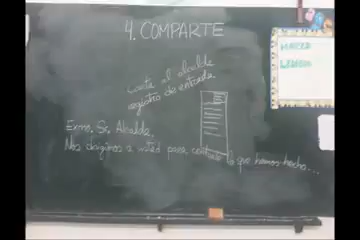 4. COMPARTE
Carta al alcalde
registro de entrada
Exmo. Sr. Alcalde,
Nos dirigimos a usted para contarle lo que hemos hecho...